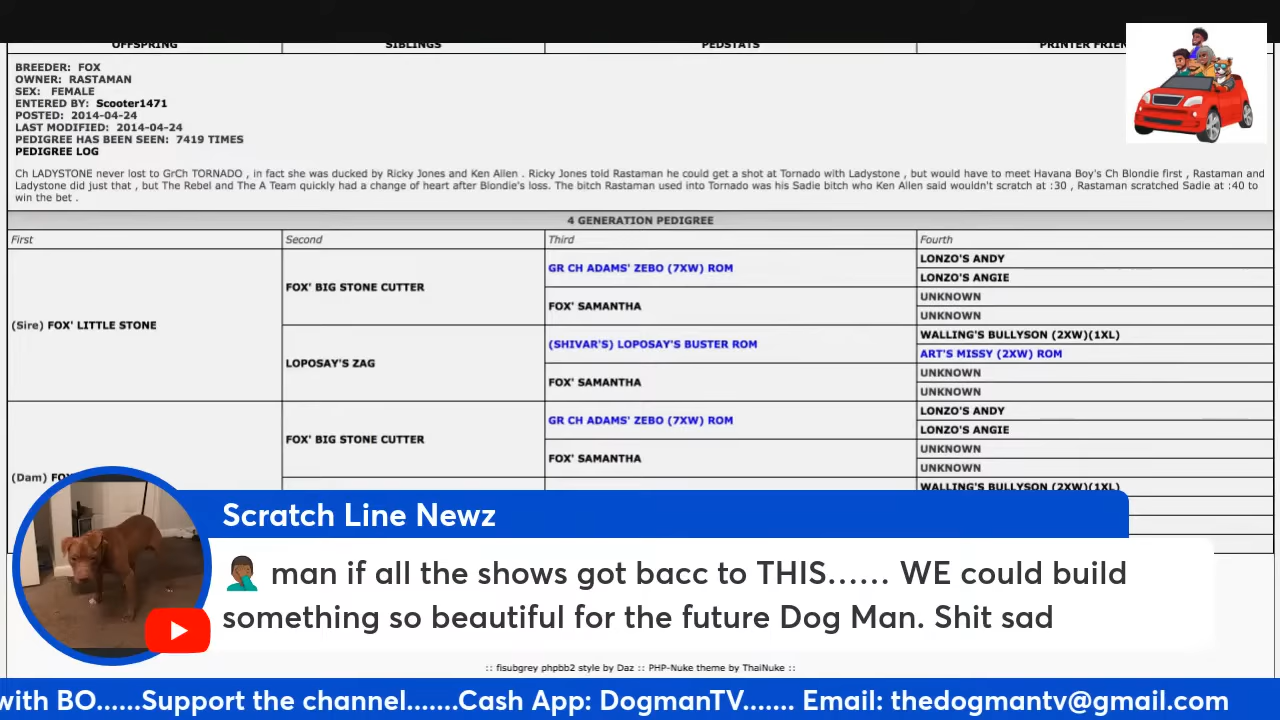 OFFSPRING SIBLINGS PEDSTATS PRINTER FRIEN
BREEDER: FOX
OWNER: RASTAMAN
SEX: FEMALE
ENTERED BY: Scooter1471
POSTED: 2014-04-24
LAST MODIFIED: 2014-04-24
PEDIGREE HAS BEEN SEEN: 7419 TIMES
PEDIGREE LOG
Ch LADYSTONE never lost to GrCh TORNADO , in fact she was ducked by Ricky Jones and Ken Allen . Ricky Jones told Rastaman he could get a shot at Tornado with Ladystone , but would have to meet Havana Boy's Ch Blondie first , Rastaman and
Ladystone did just that , but The Rebel and The A Team quickly had a change of heart after Blondie's loss. The bitch Rastaman used into Tornado was his Sadie bitch who Ken Allen said wouldn't scratch at :30 , Rastaman scratched Sadie at :40 to
win the bet .
4 GENERATION PEDIGREE
First Second Third Fourth
(Sire) FOX' LITTLE STONE
FOX' BIG STONE CUTTER
GR CH ADAMS' ZEBO (7XW) ROM
LONZO'S ANDY
LONZO'S ANGIE
FOX' SAMANTHA
UNKNOWN
UNKNOWN
LOPOSAY'S ZAG
(SHIVAR'S) LOPOSAY'S BUSTER ROM
WALLING'S BULLYSON (2XW)(1XL)
ART'S MISSY (2XW) ROM
FOX' SAMANTHA
UNKNOWN
UNKNOWN
(Dam) FOX'
FOX' BIG STONE CUTTER
GR CH ADAMS' ZEBO (7XW) ROM
LONZO'S ANDY
LONZO'S ANGIE
FOX' SAMANTHA
UNKNOWN
UNKNOWN
WALLING'S BULLYSON (2XW)(1XL)
Scratch Line Newz
man if all the shows got bacc to THIS...... WE could build
something so beautiful for the future Dog Man. Shit sad
:: fisubgrey phpbb2 style by Daz :: PHP-Nuke theme by ThaiNuke ::
with BO......Support the channel.......Cash App: DogmanTV....... Email: thedogmantv@gmail.com